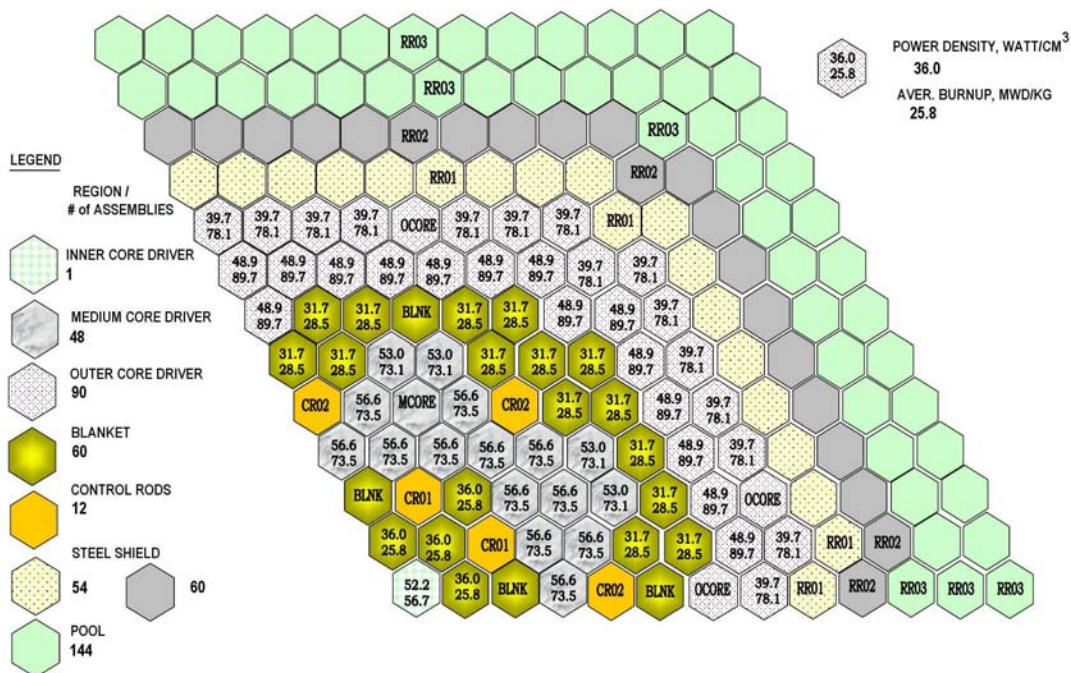 RR03
RR03
RR02 RR03
RR01 RR02
39.7 39.7 39.7 39.7 OCORE 39.7 39.7 39.7 RR01
78.1 78.1 78.1 78.1 78.1 78.1 78.1
48.9 48.9 48.9 48.9 48.9 48.9 48.9 39.7 39.7
89.7 89.7 89.7 89.7 89.7 89.7 89.7 78.1 78.1
48.9 31.7 31.7 BLNK 31.7 31.7 48.9 48.9 39.7
89.7 28.5 28.5 28.5 28.5 89.7 89.7 78.1
31.7 31.7 53.0 53.0 31.7 31.7 31.7 48.9 39.7
28.5 28.5 73.1 73.1 28.5 28.5 28.5 89.7 78.1
CR02 56.6 MCORE 56.6 CR02 31.7 31.7 48.9 39.7
73.5 73.5 28.5 28.5 89.7 78.1
56.6 56.6 56.6 56.6 56.6 53.0 31.7 48.9 39.7
73.5 73.5 73.5 73.5 73.5 73.1 28.5 89.7 78.1
BLNK CR01 36.0 56.6 56.6 53.0 31.7 48.9 OCORE
25.8 73.5 73.5 73.1 28.5 89.7
36.0 36.0 CR01 56.6 56.6 31.7 31.7 48.9 39.7 RR01 RR02
25.8 25.8 73.5 73.5 28.5 28.5 89.7 78.1
52.2 36.0 BLNK 56.6 CR02 BLNK OCORE 39.7 RR01 RR02 RR03 RR03 RR03
56.7 25.8 73.5 78.1
36.0
25.8
POWER DENSITY, WATT/CM³
36.0
AVER. BURNUP, MWD/KG
25.8
LEGEND
REGION /
# of ASSEMBLIES
INNER CORE DRIVER
1
MEDIUM CORE DRIVER
48
OUTER CORE DRIVER
90
BLANKET
60
CONTROL RODS
12
STEEL SHIELD
54 60
POOL
144